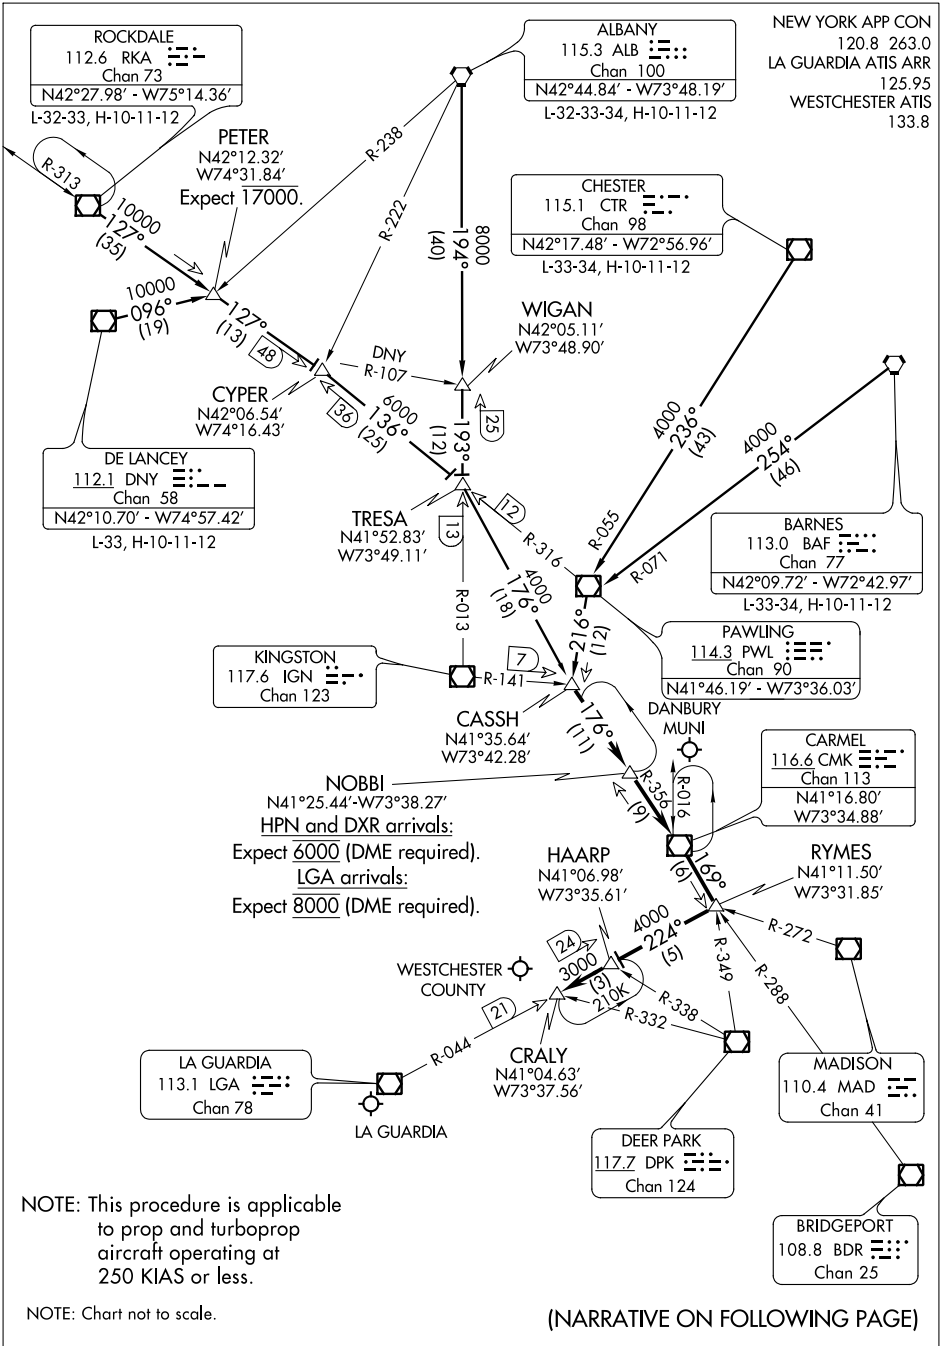 ROCKDALE
112.6 RKA
Chan 73
N42°27.98' - W75°14.36'
L-32-33, H-10-11-12
ALBANY
115.3 ALB
Chan 100
N42°44.84' - W73°48.19'
L-32-33-34, H-10-11-12
NEW YORK APP CON
120.8 263.0
LA GUARDIA ATIS ARR
125.95
WESTCHESTER ATIS
133.8
PETER
N42°12.32'
W74°31.84'
Expect 17000.
R-313
R-238
R-222
10000
127°
(35)
8000
194°
(40)
CHESTER
115.1 CTR
Chan 98
N42°17.48' - W72°56.96'
L-33-34, H-10-11-12
10000
096°
(19)
127°
(13)
48
DNY
R-107
WIGAN
N42°05.11'
W73°48.90'
CYPER
N42°06.54'
W74°16.43'
36
6000
136°
(25)
193°
(12)
25
4000
236°
(43)
4000
254°
(46)
DE LANCEY
112.1 DNY
Chan 58
N42°10.70' - W74°57.42'
L-33, H-10-11-12
TRESA
N41°52.83'
W73°49.11'
13
12
R-316
R-055
R-071
BARNES
113.0 BAF
Chan 77
N42°09.72' - W72°42.97'
L-33-34, H-10-11-12
R-013
4000
176°
(18)
216°
(12)
PAWLING
114.3 PWL
Chan 90
N41°46.19' - W73°36.03'
KINGSTON
117.6 IGN
Chan 123
R-141
7
CASSH
N41°35.64'
W73°42.28'
176°
(11)
DANBURY
MUNI
CARMEL
116.6 CMK
Chan 113
N41°16.80'
W73°34.88'
NOBBI
N41°25.44'-W73°38.27'
HPN and DXR arrivals:
Expect 6000 (DME required).
LGA arrivals:
Expect 8000 (DME required).
R-356
(9)
R-016
HAARP
N41°06.98'
W73°35.61'
169°
(6)
RYMES
N41°11.50'
W73°31.85'
4000
224°
(5)
R-272
R-349
R-288
WESTCHESTER
COUNTY
24
3000
(3)
210K
R-338
R-332
21
R-044
CRALY
N41°04.63'
W73°37.56'
LA GUARDIA
113.1 LGA
Chan 78
LA GUARDIA
MADISON
110.4 MAD
Chan 41
DEER PARK
117.7 DPK
Chan 124
BRIDGEPORT
108.8 BDR
Chan 25
NOTE: This procedure is applicable
to prop and turboprop
aircraft operating at
250 KIAS or less.
NOTE: Chart not to scale.
(NARRATIVE ON FOLLOWING PAGE)